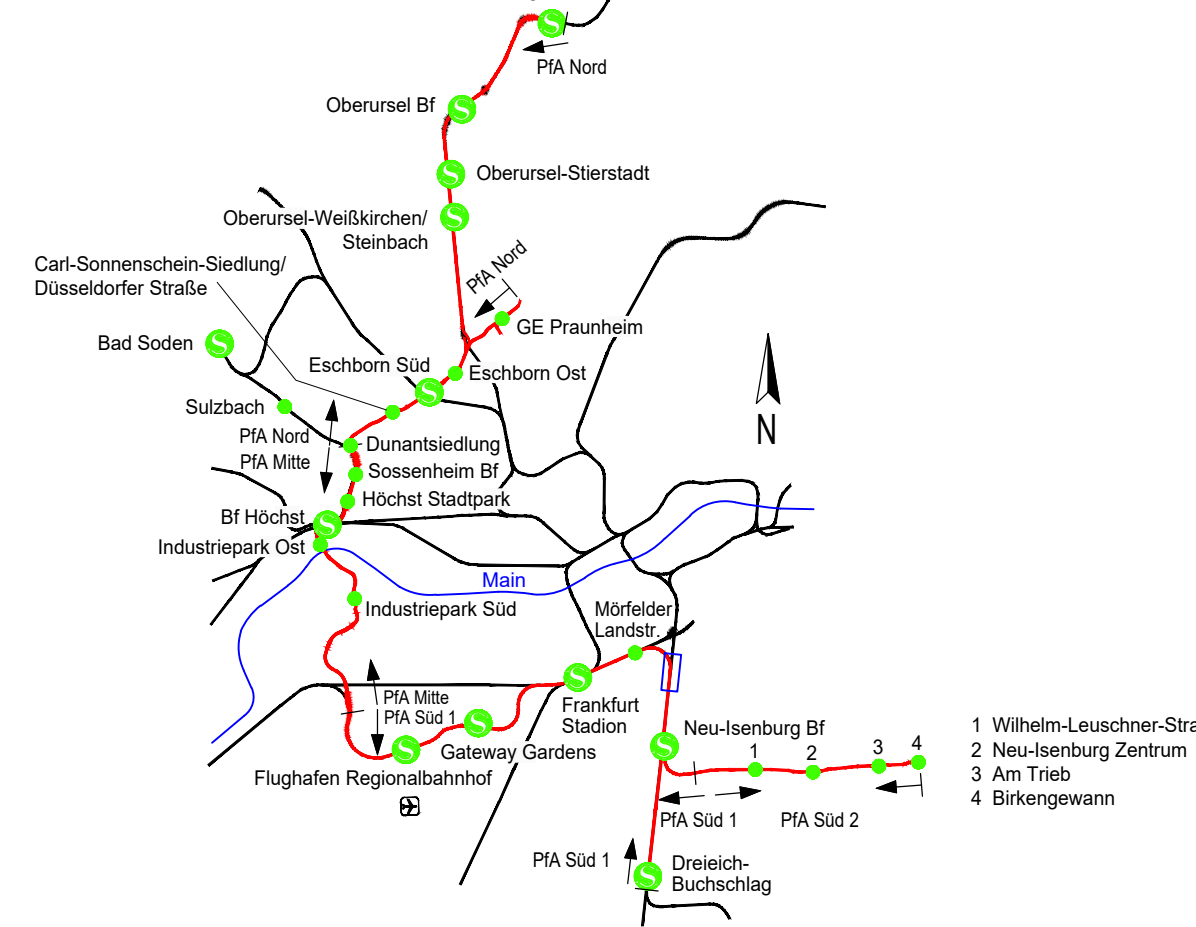 PfA Nord
Oberursel Bf
Oberursel-Stierstadt
Oberursel-Weißkirchen/
Steinbach
PfA Nord
Carl-Sonnenschein-Siedlung/
Düsseldorfer Straße
GE Praunheim
Bad Soden
Eschborn Süd
Eschborn Ost
Sulzbach
PfA Nord
PfA Mitte
N
Dunantsiedlung
Sossenheim Bf
Höchst Stadtpark
Bf Höchst
Industriepark Ost
Main
Industriepark Süd
Mörfelder
Landstr.
PfA Mitte
PfA Süd 1
Frankfurt
Stadion
Gateway Gardens
Flughafen Regionalbahnhof
Neu-Isenburg Bf
1
2
3
4
1 Wilhelm-Leuschner-Stra
2 Neu-Isenburg Zentrum
3 Am Trieb
4 Birkengewann
PfA Süd 1
PfA Süd 2
PfA Süd 1
Dreieich-
Buchschlag
S
S
S
S
S
S
S
S
S
S
S
S